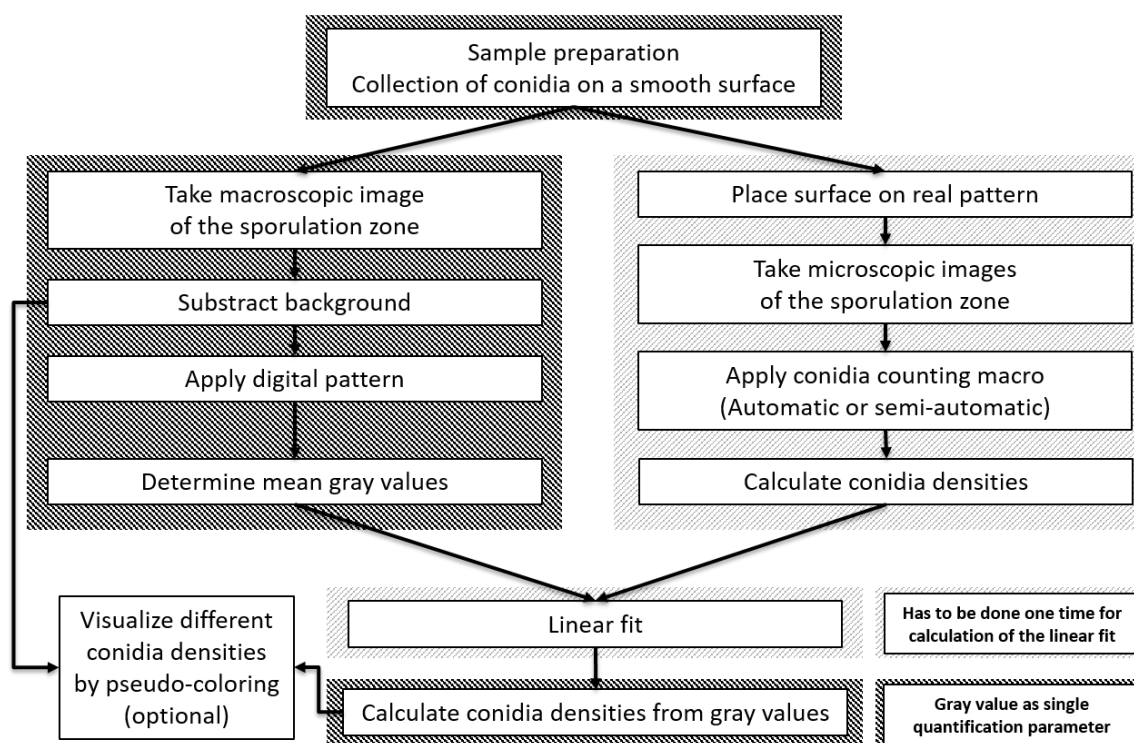 Sample preparation
Collection of conidia on a smooth surface
Take macroscopic image
of the sporulation zone
Substract background
Apply digital pattern
Determine mean gray values
Place surface on real pattern
Take microscopic images
of the sporulation zone
Apply conidia counting macro
(Automatic or semi-automatic)
Calculate conidia densities
Visualize different
conidia densities
by pseudo-coloring
(optional)
Linear fit
Calculate conidia densities from gray values
Has to be done one time for
calculation of the linear fit
Gray value as single
quantification parameter